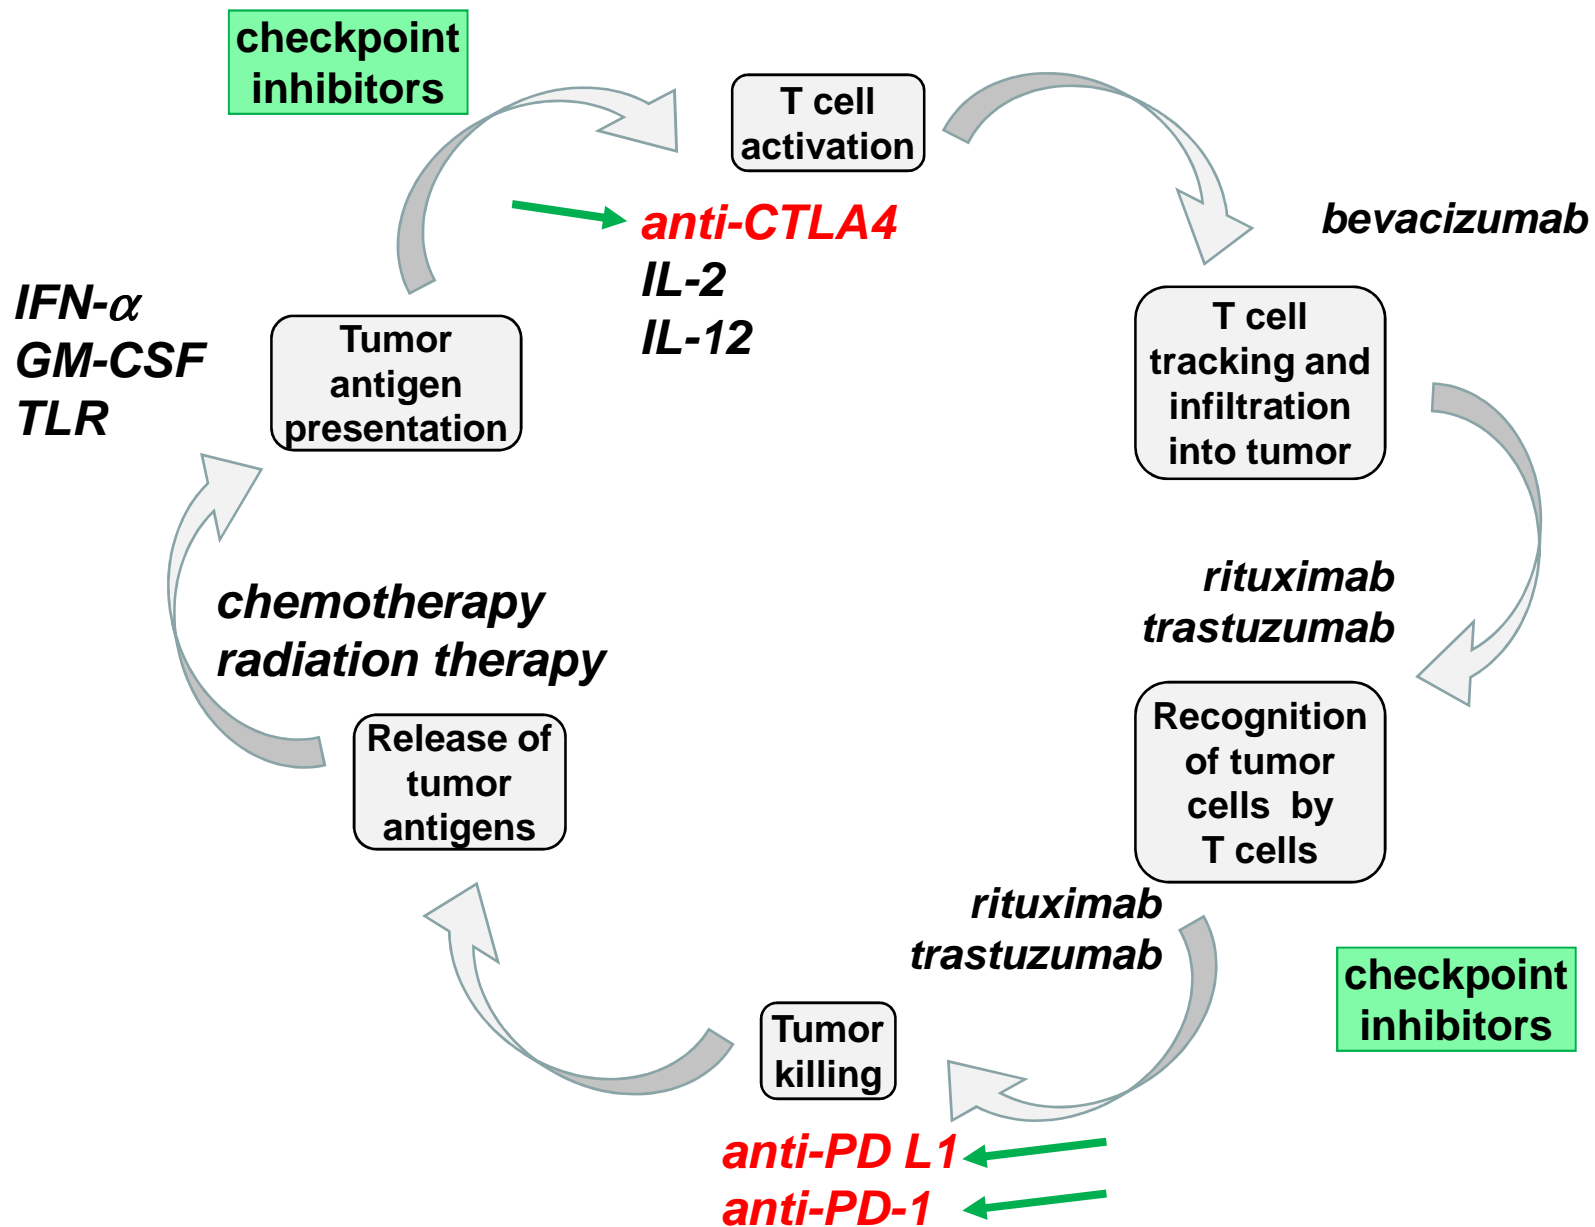 checkpoint
inhibitors
T cell
activation
anti-CTLA4
IL-2
IL-12
bevacizumab
T cell
tracking and
infiltration
into tumor
IFN-α
GM-CSF
TLR
Tumor
antigen
presentation
rituximab
trastuzumab
chemotherapy
radiation therapy
Recognition
of tumor
cells by
T cells
Release of
tumor
antigens
rituximab
trastuzumab
checkpoint
inhibitors
Tumor
killing
anti-PD L1
anti-PD-1